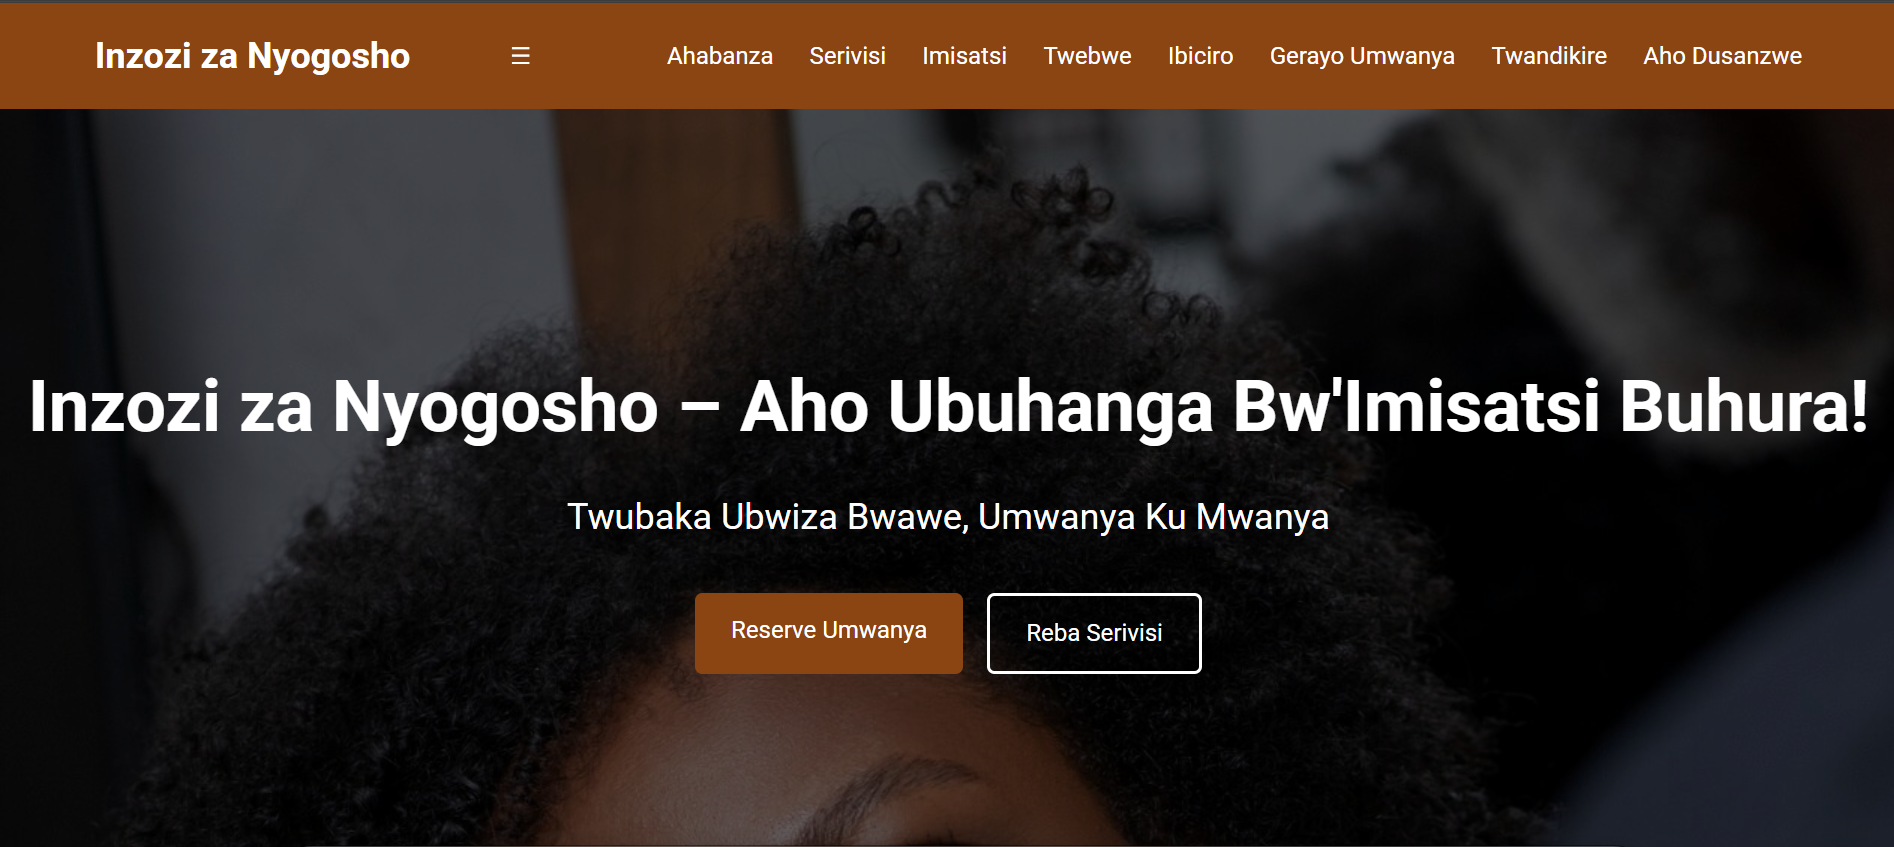 Inzozi za Nyogosho ☰ Ahabanza Serivisi Imisatsi Twebwe Ibiciro Gerayo Umwanya Twandikire Aho Dusanzwe
Inzozi za Nyogosho – Aho Ubuhanga Bw'Imisatsi Buhura!
Twubaka Ubwiza Bwawe, Umwanya Ku Mwanya
Reserve Umwanya Reba Serivisi